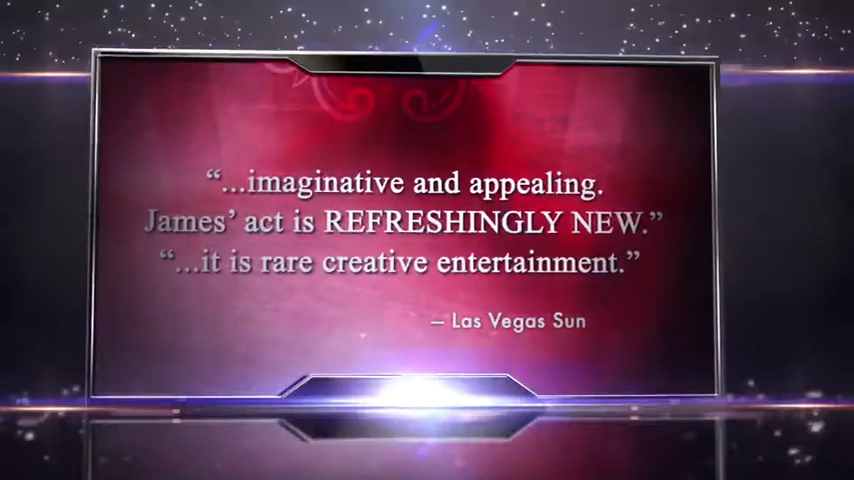 “...imaginative and appealing.
James’ act is REFRESHINGLY NEW.”
“...it is rare creative entertainment.”
– Las Vegas Sun